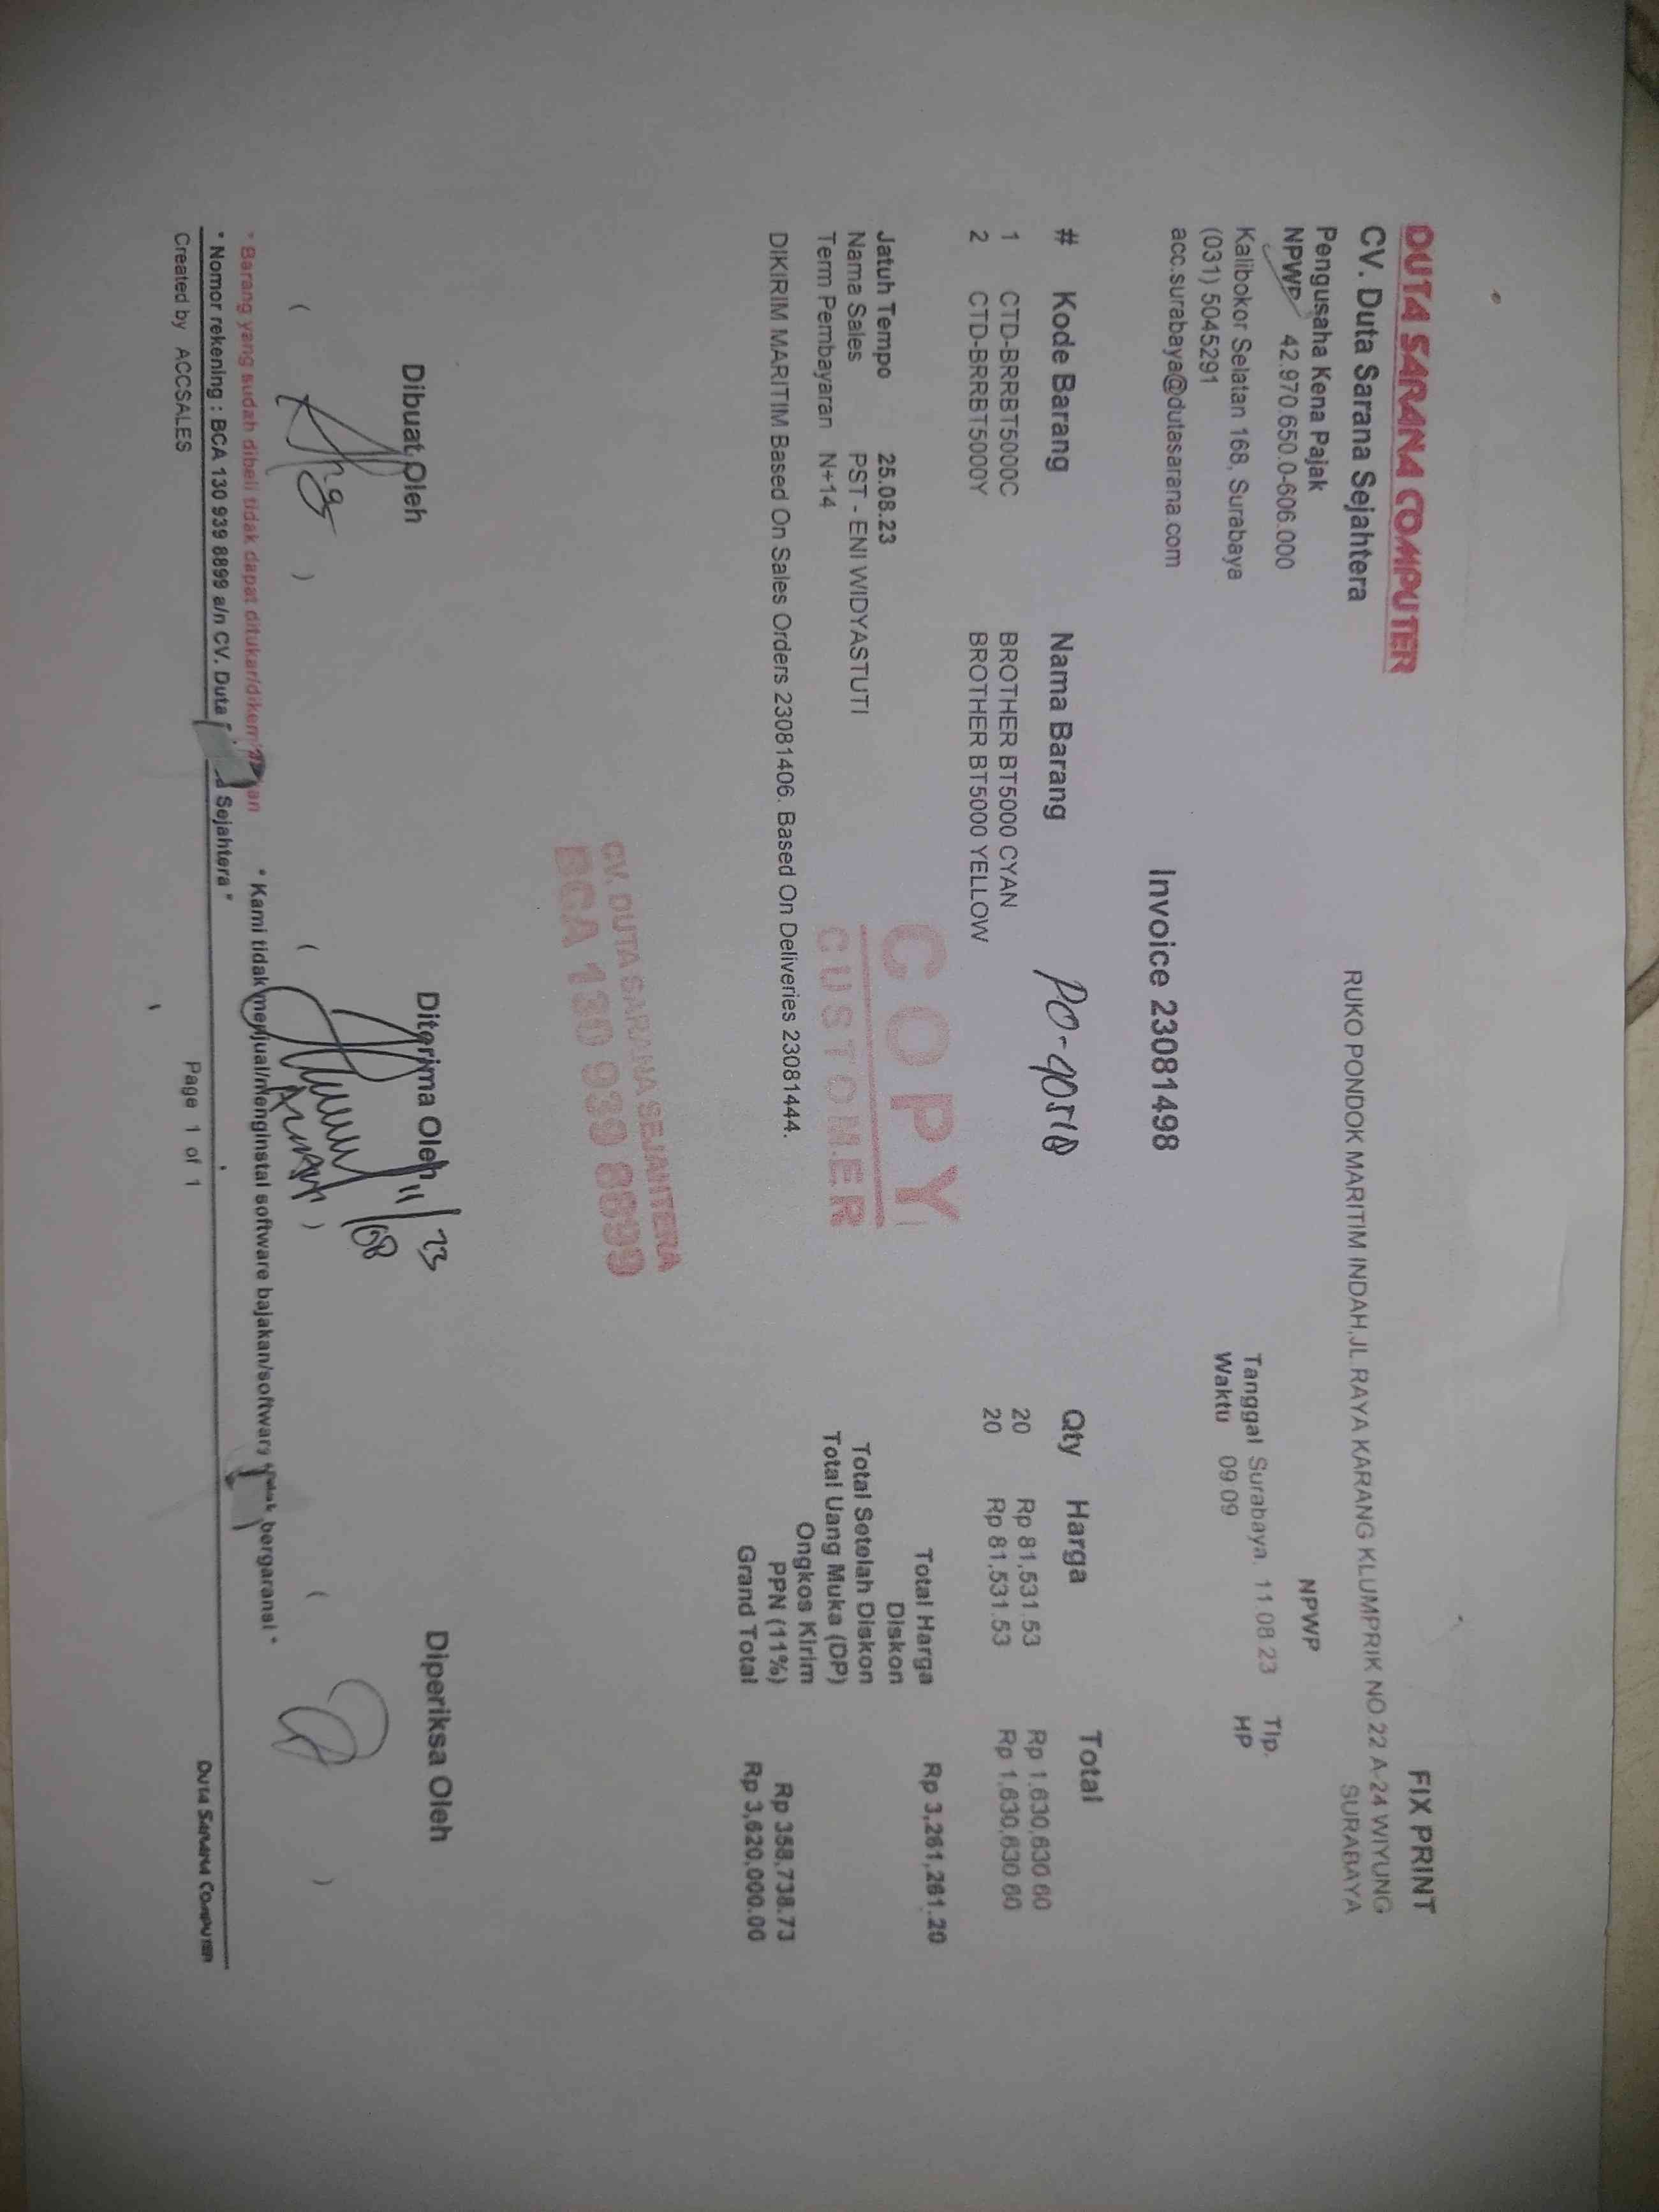 DUTA SARANA COMPUTER
CV. Duta Sarana Sejahtera
Pengusaha Kena Pajak
NPWP 42.970.650.0-606.000
Kalibokor Selatan 168, Surabaya
(031) 5045291
acc.surabaya@dutasarana.com
FIX PRINT
RUKO PONDOK MARITIM INDAH,JL.RAYA KARANG KLUMPRIK NO.22 A-24 WIYUNG
SURABAYA
NPWP
Tanggal Surabaya, 11.08.23 Tlp.
Waktu 09:09 HP
Invoice 23081498
# Kode Barang Nama Barang Qty Harga Total
PO-40518
1 CTD-BRRBT5000C BROTHER BT5000 CYAN 20 Rp 81,531.53 Rp 1,630,630.60
2 CTD-BRRBT5000Y BROTHER BT5000 YELLOW 20 Rp 81,531.53 Rp 1,630,630.60
COPY
CUSTOMER
Jatuh Tempo 25.08.23
Nama Sales PST - ENI WIDYASTUTI
Term Pembayaran N+14
DIKIRIM MARITIM Based On Sales Orders 23081406. Based On Deliveries 23081444.
Total Harga Rp 3,261,261.20
Diskon
Total Setelah Diskon
Total Uang Muka (DP)
Ongkos Kirim
PPN (11%) Rp 358,738.73
Grand Total Rp 3,620,000.00
CV. DUTA SARANA SEJAHTERA
BCA 130 939 8899
Dibuat Oleh Diterima Oleh Diperiksa Oleh
11/08 23
( ) ( ) ( )
* Barang yang sudah dibeli tidak dapat ditukar/dikembalikan * Kami tidak menjual/menginstal software bajakan/software tidak bergaransi *
* Nomor rekening : BCA 130 939 8899 a/n CV. Duta Sejahtera *
Created by ACCSALES Page 1 of 1 DUTA SARANA COMPUTER